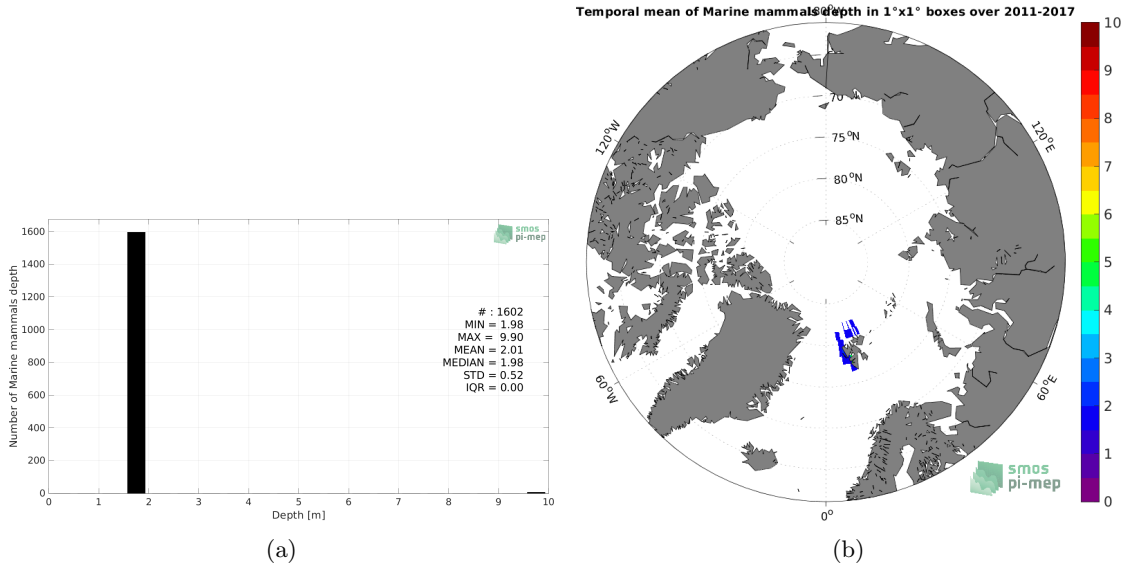 1600
1400
1200
1000
800
600
400
200
0
Number of Marine mammals depth
0 1 2 3 4 5 6 7 8 9 10
Depth [m]
smos
pi-mep
# : 1602
MIN = 1.98
MAX = 9.90
MEAN = 2.01
MEDIAN = 1.98
STD = 0.52
IQR = 0.00
(a)
Temporal mean of Marine mammals depth in 1°x1° boxes over 2011-2017
180°W
120°W
120°E
70°N
75°N
80°N
85°N
60°W
60°E
0°
smos
pi-mep
10
9
8
7
6
5
4
3
2
1
0
(b)